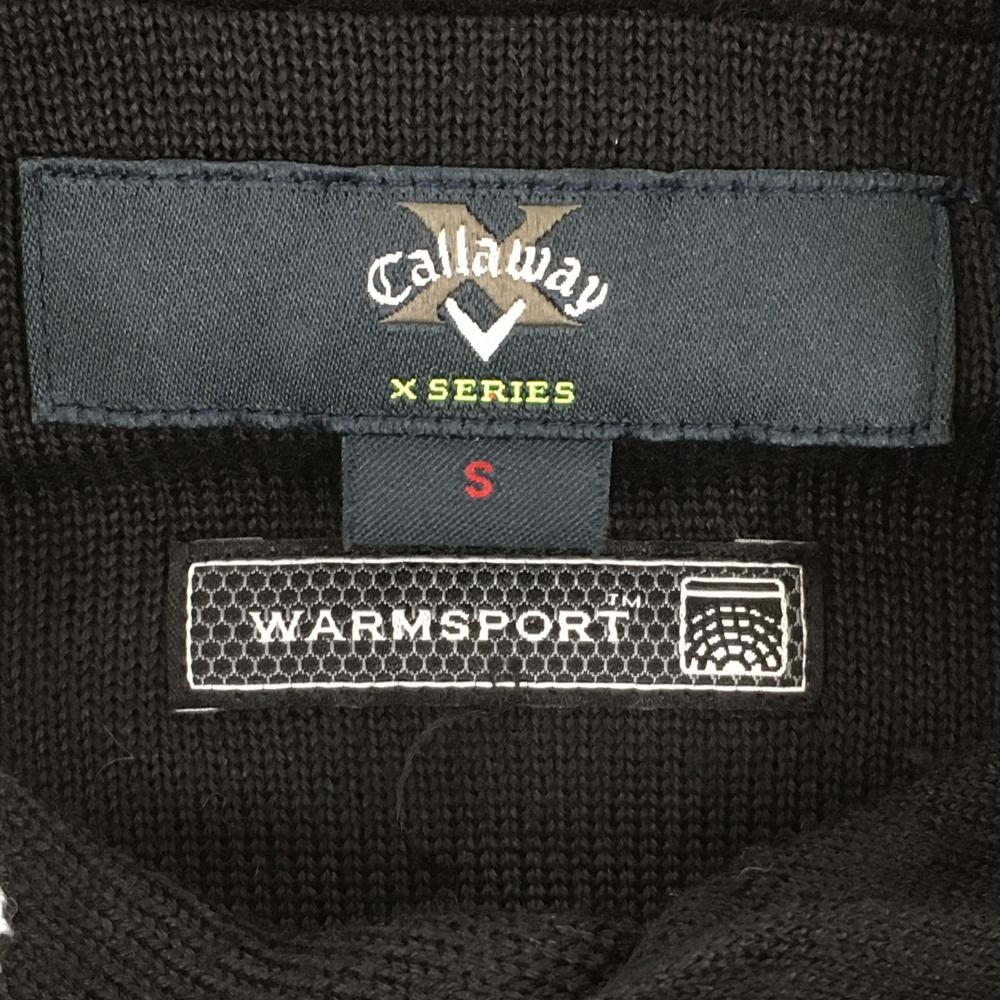 X
Callaway
X SERIES
S
WARMSPORT™